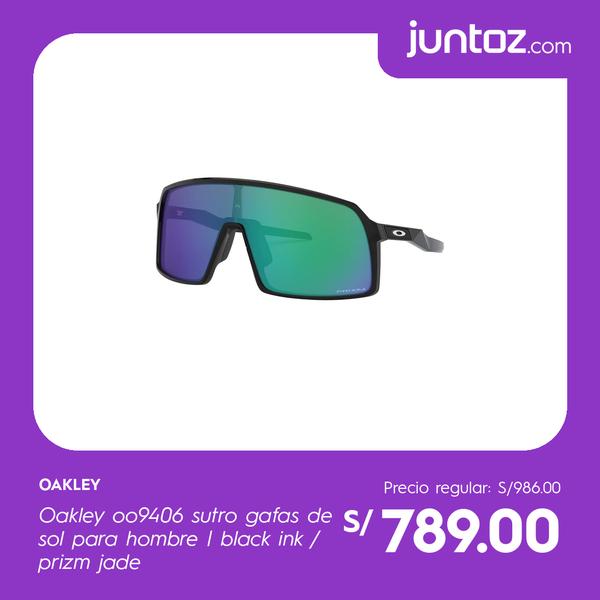 juntoz.com
PRIZM
OAKLEY
Precio regular: S/986.00
Oakley oo9406 sutro gafas de
sol para hombre | black ink /
prizm jade
S/ 789.00